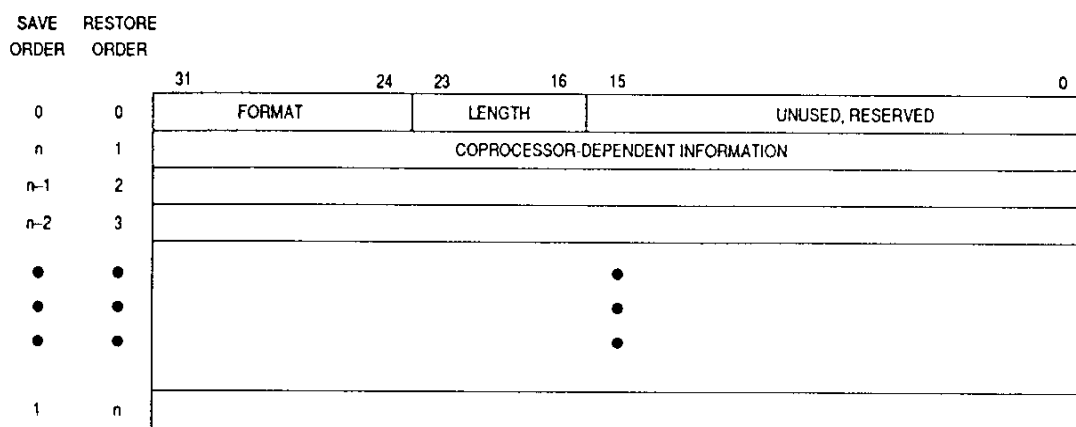 SAVE RESTORE
ORDER ORDER
31 24 23 16 15 0
0 0 FORMAT LENGTH UNUSED, RESERVED
n 1 COPROCESSOR-DEPENDENT INFORMATION
n–1 2
n–2 3
1 n